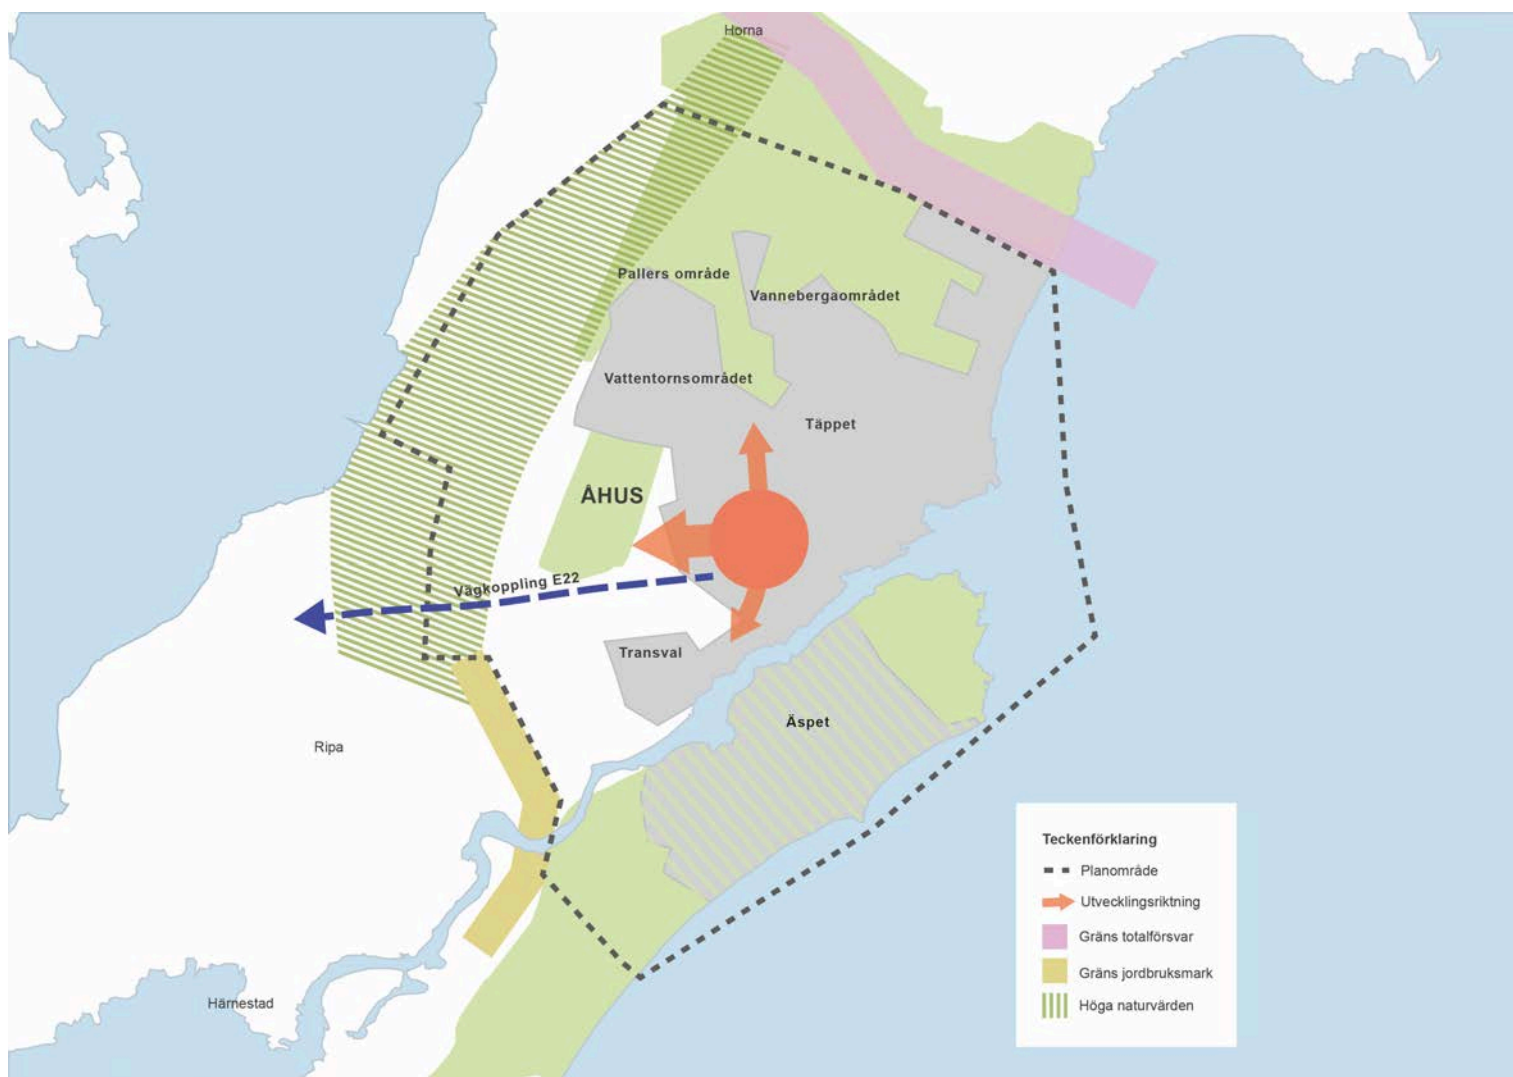 Horna
Pallers område
Vannebergaområdet
Vattentornsområdet
Täppet
ÅHUS
Vägkoppling E22
Transval
Äspet
Ripa
Härnestad
Teckenförklaring
Planområde
Utvecklingsriktning
Gräns totalförsvar
Gräns jordbruksmark
Höga naturvärden